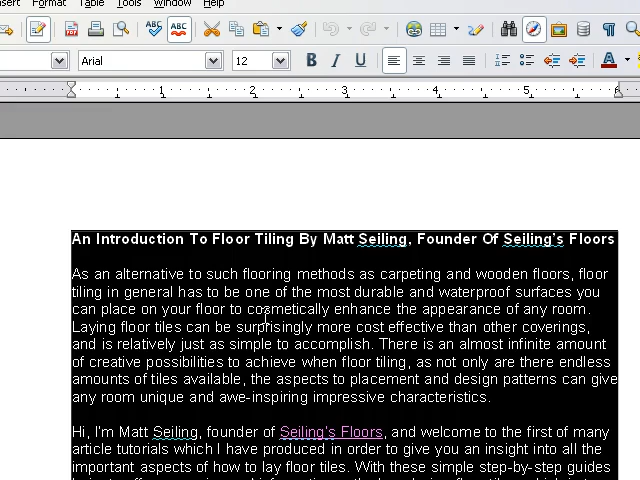 Format Table Tools Window Help
ABC ABC
Arial 12 B I U A
1 2 3 4 5
An Introduction To Floor Tiling By Matt Seiling, Founder Of Seiling's Floors
As an alternative to such flooring methods as carpeting and wooden floors, floor
tiling in general has to be one of the most durable and waterproof surfaces you
can place on your floor to cosmetically enhance the appearance of any room.
Laying floor tiles can be surprisingly more cost effective than other coverings,
and is relatively just as simple to accomplish. There is an almost infinite amount
of creative possibilities to achieve when floor tiling, as not only are there endless
amounts of tiles available, the aspects to placement and design patterns can give
any room unique and awe-inspiring impressive characteristics.
Hi, I'm Matt Seiling, founder of Seiling's Floors, and welcome to the first of many
article tutorials which I have produced in order to give you an insight into all the
important aspects of how to lay floor tiles. With these simple step-by-step guides